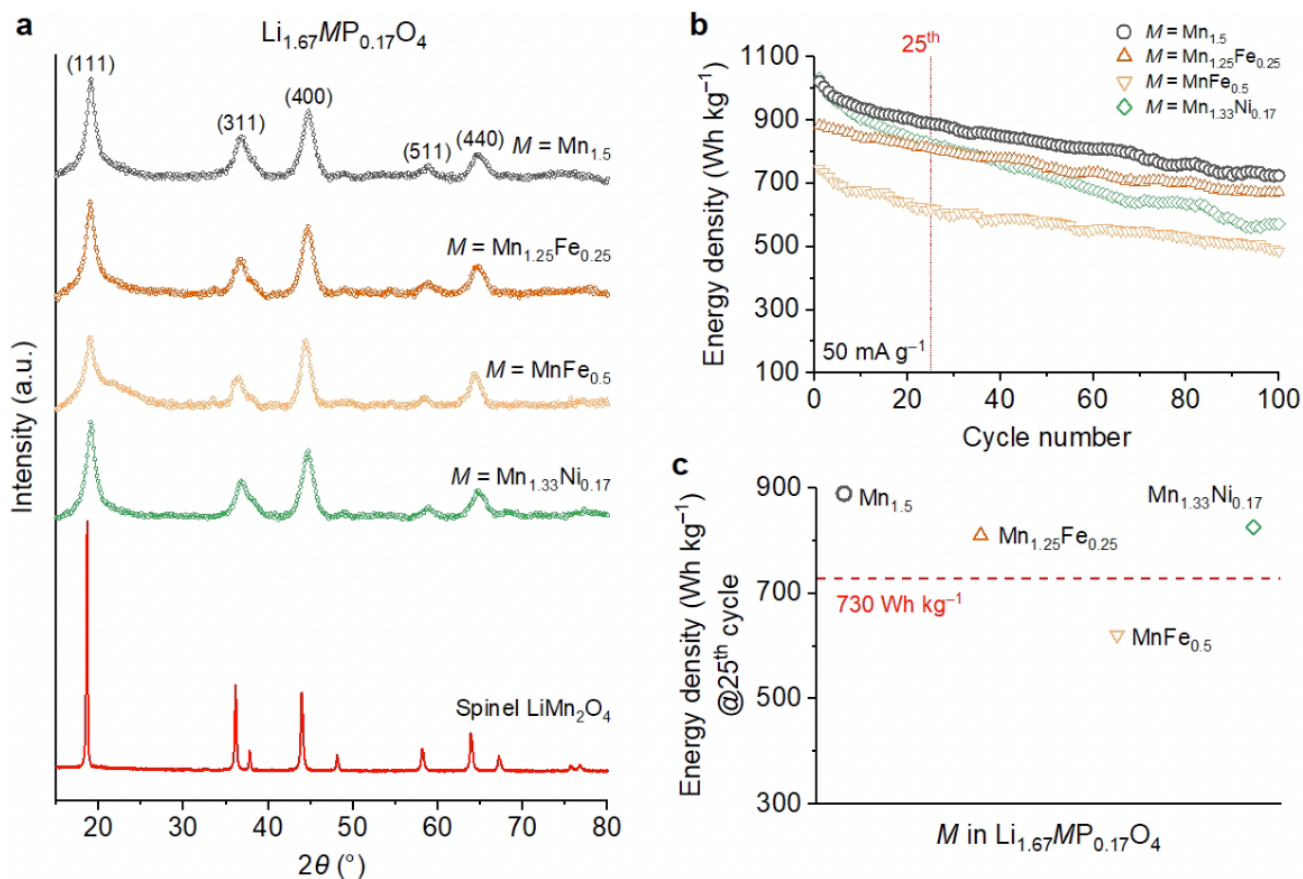 a
Li₁.₆₇MP₀.₁₇O₄
(111)
(311)
(400)
(511)
(440)
M = Mn₁.₅
M = Mn₁.₂₅Fe₀.₂₅
M = MnFe₀.₅
M = Mn₁.₃₃Ni₀.₁₇
Spinel LiMn₂O₄
Intensity (a.u.)
20 30 40 50 60 70 80
2θ (°)
b
25th
M = Mn₁.₅
M = Mn₁.₂₅Fe₀.₂₅
M = MnFe₀.₅
M = Mn₁.₃₃Ni₀.₁₇
Energy density (Wh kg⁻¹)
1100
900
700
500
300
100
50 mA g⁻¹
0 20 40 60 80 100
Cycle number
c
Energy density (Wh kg⁻¹)
@25th cycle
900
700
500
300
Mn₁.₅
Mn₁.₃₃Ni₀.₁₇
Mn₁.₂₅Fe₀.₂₅
730 Wh kg⁻¹
MnFe₀.₅
M in Li₁.₆₇MP₀.₁₇O₄